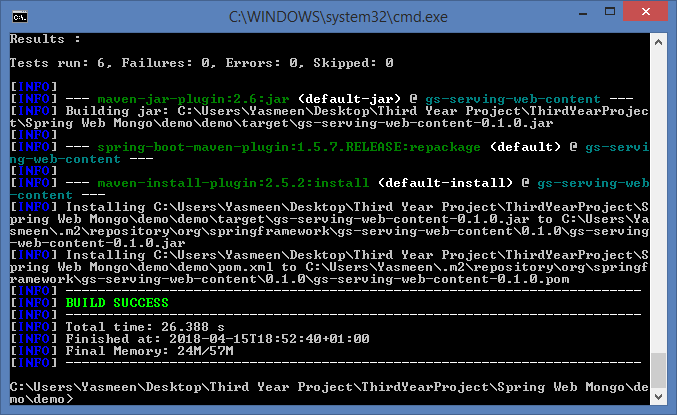 C:\WINDOWS\system32\cmd.exe
Results :
Tests run: 6, Failures: 0, Errors: 0, Skipped: 0
[INFO]
[INFO] --- maven-jar-plugin:2.6:jar (default-jar) @ gs-serving-web-content ---
[INFO] Building jar: C:\Users\Yasmeen\Desktop\Third Year Project\ThirdYearProjec
t\Spring Web Mongo\demo\demo\target\gs-serving-web-content-0.1.0.jar
[INFO]
[INFO] --- spring-boot-maven-plugin:1.5.7.RELEASE:repackage (default) @ gs-servi
ng-web-content ---
[INFO]
[INFO] --- maven-install-plugin:2.5.2:install (default-install) @ gs-serving-web
-content ---
[INFO] Installing C:\Users\Yasmeen\Desktop\Third Year Project\ThirdYearProject\S
pring Web Mongo\demo\demo\target\gs-serving-web-content-0.1.0.jar to C:\Users\Ya
smeen\.m2\repository\org\springframework\gs-serving-web-content\0.1.0\gs-serving
-web-content-0.1.0.jar
[INFO] Installing C:\Users\Yasmeen\Desktop\Third Year Project\ThirdYearProject\S
pring Web Mongo\demo\demo\pom.xml to C:\Users\Yasmeen\.m2\repository\org\springf
ramework\gs-serving-web-content\0.1.0\gs-serving-web-content-0.1.0.pom
[INFO] ------------------------------------------------------------------------
[INFO] BUILD SUCCESS
[INFO] ------------------------------------------------------------------------
[INFO] Total time: 26.388 s
[INFO] Finished at: 2018-04-15T18:52:40+01:00
[INFO] Final Memory: 24M/57M
[INFO] ------------------------------------------------------------------------
C:\Users\Yasmeen\Desktop\Third Year Project\ThirdYearProject\Spring Web Mongo\de
mo\demo>